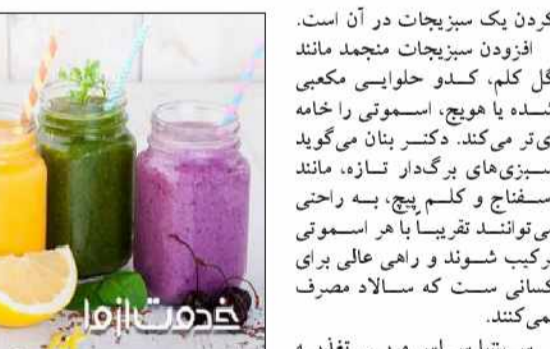 کردن یک سبزیجات در آن است.
افزودن سبزیجات منجمد مانند
گل کلم، کدو حلوایی مکعبی
شده یا هویج، اسموتی را خامه
ای‌تر می‌کند. دکتر بنان می‌گوید
سبزی‌های برگ‌دار تازه، مانند
اسفناج و کلم پیچ، به راحتی
می‌توانند تقریباً با هر اسموتی
ترکیب شوند و راهی عالی برای
کسانی ست که سالاد مصرف
نمی‌کنند.